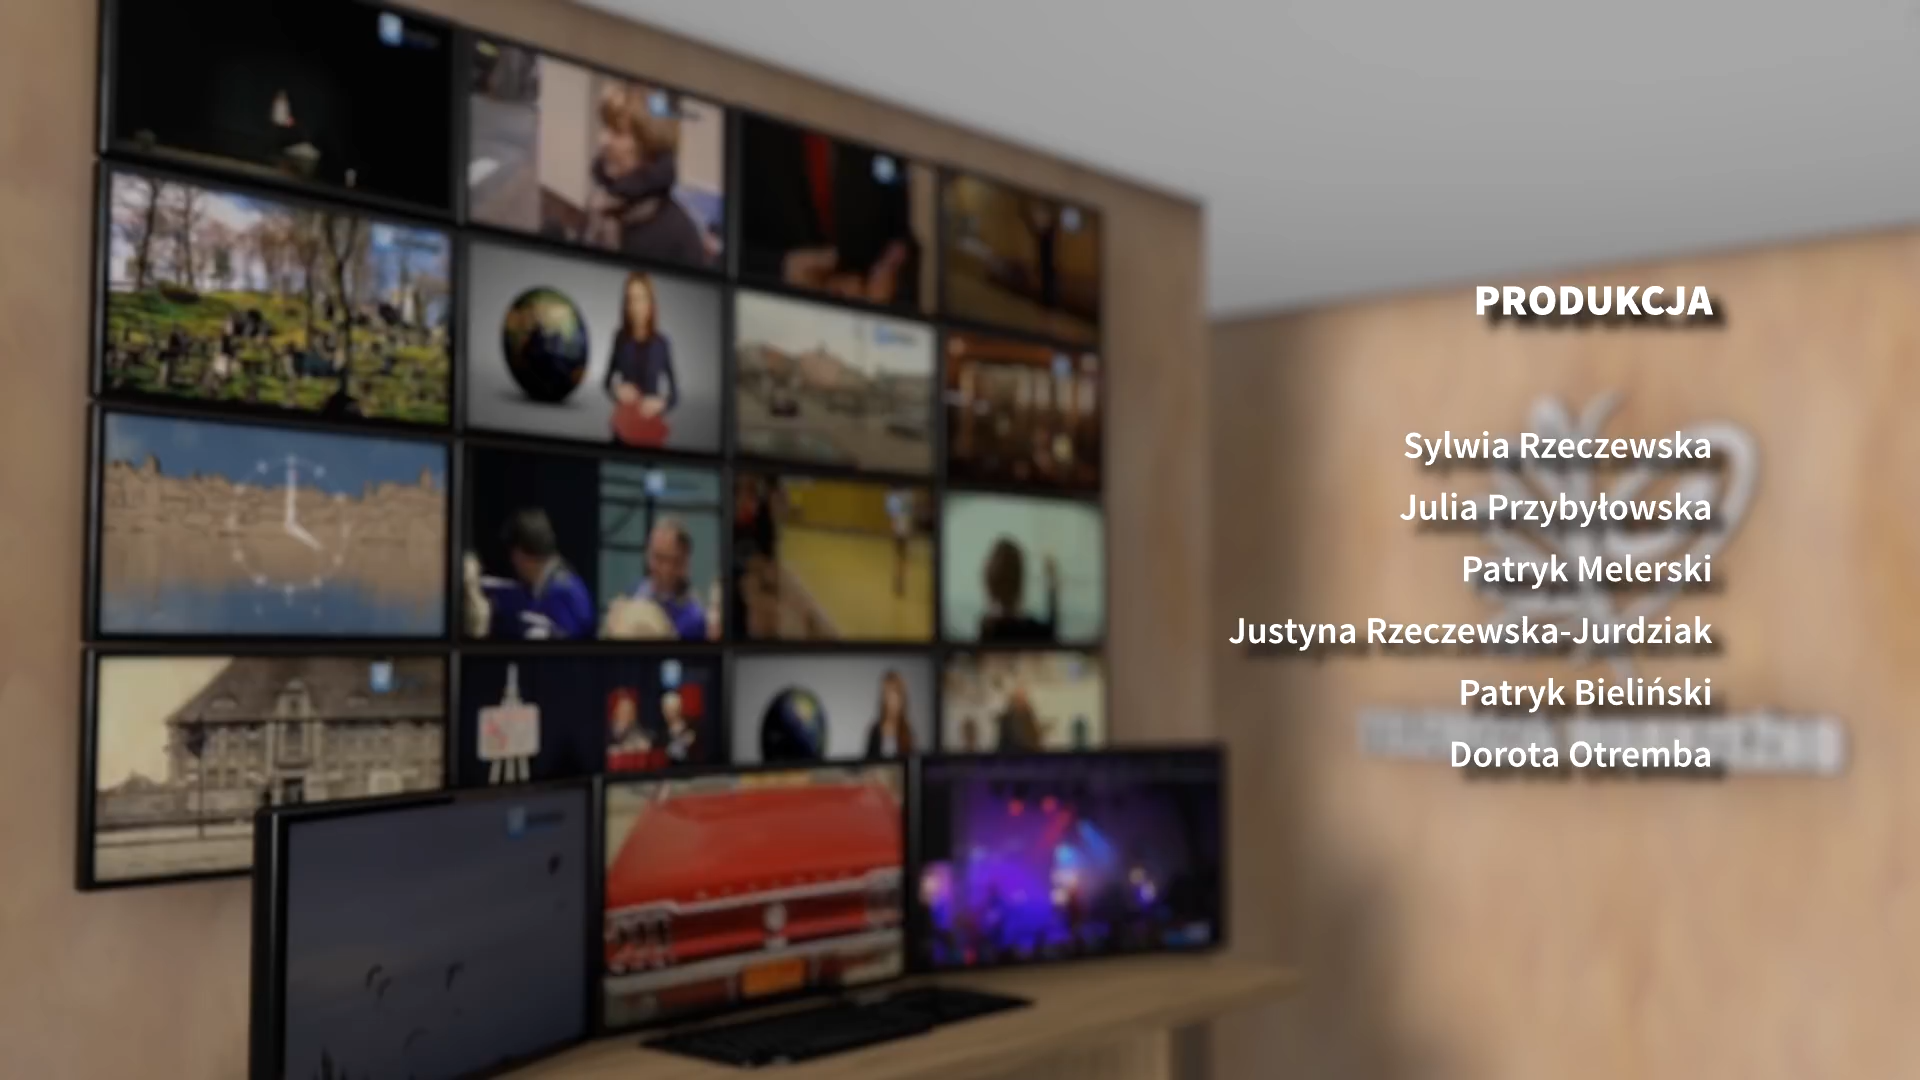 PRODUKCJA
Sylwia Rzeczewska
Julia Przybyłowska
Patryk Melerski
Justyna Rzeczewska-Jurdziak
Patryk Bieliński
Dorota Otremba